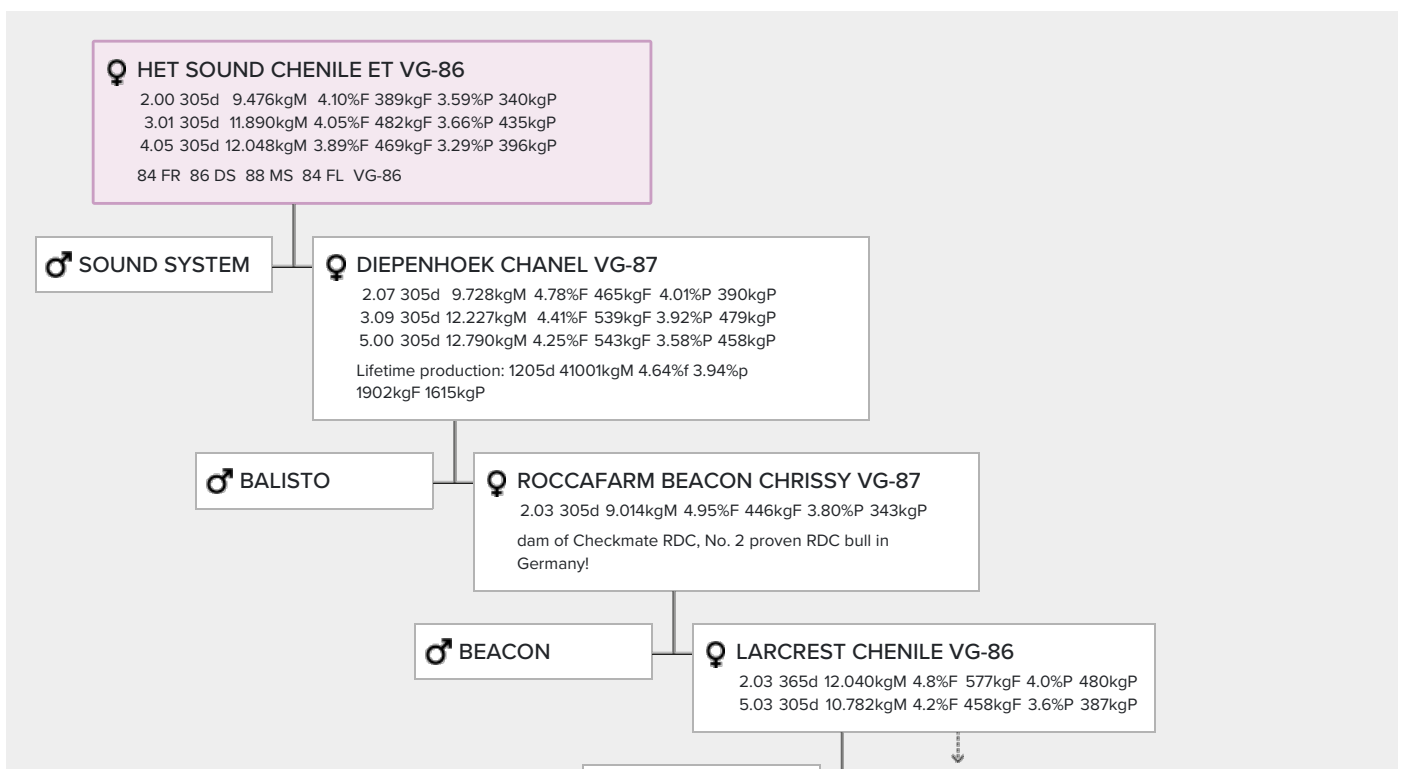 HET SOUND CHENILE ET VG-86
2.00 305d 9.476kgM 4.10%F 389kgF 3.59%P 340kgP
3.01 305d 11.890kgM 4.05%F 482kgF 3.66%P 435kgP
4.05 305d 12.048kgM 3.89%F 469kgF 3.29%P 396kgP
84 FR 86 DS 88 MS 84 FL VG-86
SOUND SYSTEM
DIEPENHOEK CHANEL VG-87
2.07 305d 9.728kgM 4.78%F 465kgF 4.01%P 390kgP
3.09 305d 12.227kgM 4.41%F 539kgF 3.92%P 479kgP
5.00 305d 12.790kgM 4.25%F 543kgF 3.58%P 458kgP
Lifetime production: 1205d 41001kgM 4.64%f 3.94%p
1902kgF 1615kgP
BALISTO
ROCCAFARM BEACON CHRISSY VG-87
2.03 305d 9.014kgM 4.95%F 446kgF 3.80%P 343kgP
dam of Checkmate RDC, No. 2 proven RDC bull in
Germany!
BEACON
LARCREST CHENILE VG-86
2.03 365d 12.040kgM 4.8%F 577kgF 4.0%P 480kgP
5.03 305d 10.782kgM 4.2%F 458kgF 3.6%P 387kgP